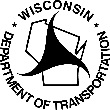 WISCONSIN
DEPARTMENT OF TRANSPORTATION